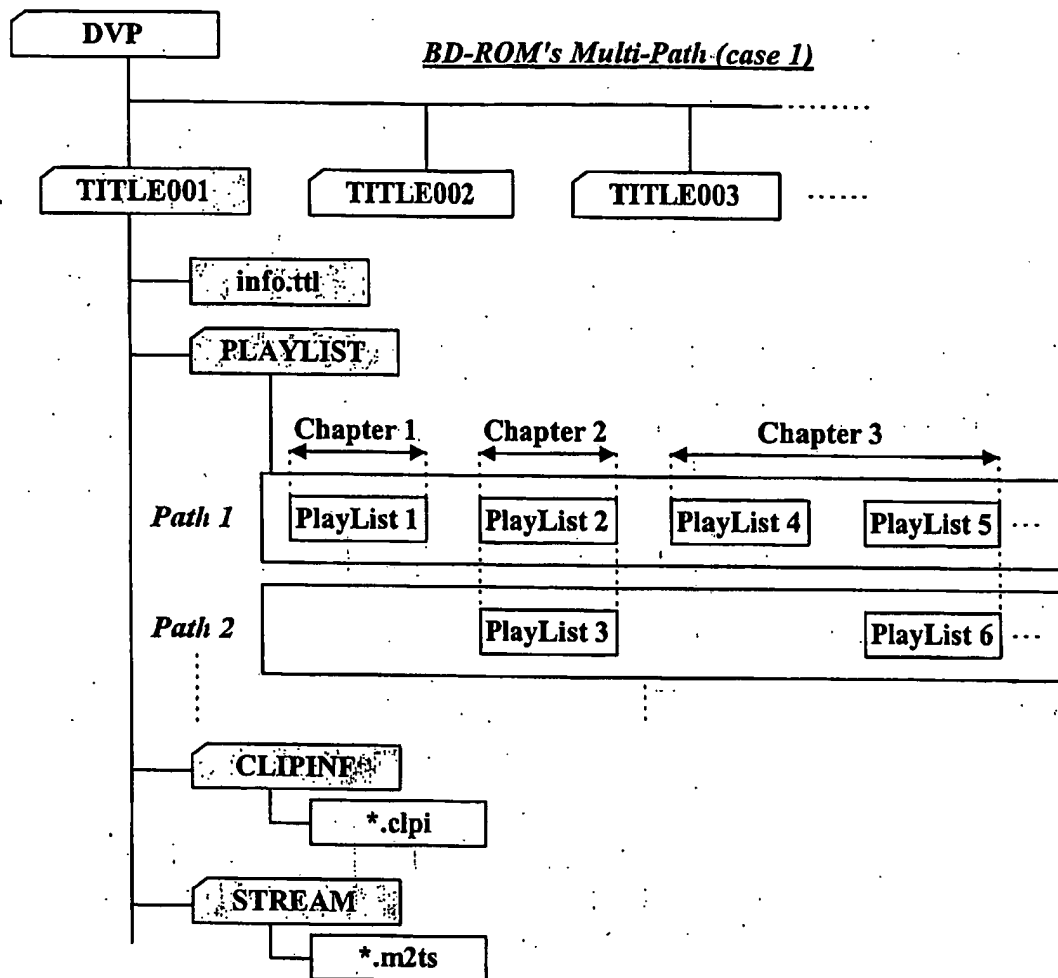 DVP
BD-ROM's Multi-Path (case 1)
TITLE001
TITLE002
TITLE003
info.ttl
PLAYLIST
Chapter 1
Chapter 2
Chapter 3
Path 1
PlayList 1
PlayList 2
PlayList 4
PlayList 5
Path 2
PlayList 3
PlayList 6
CLIPINF
*.clpi
STREAM
*.m2ts